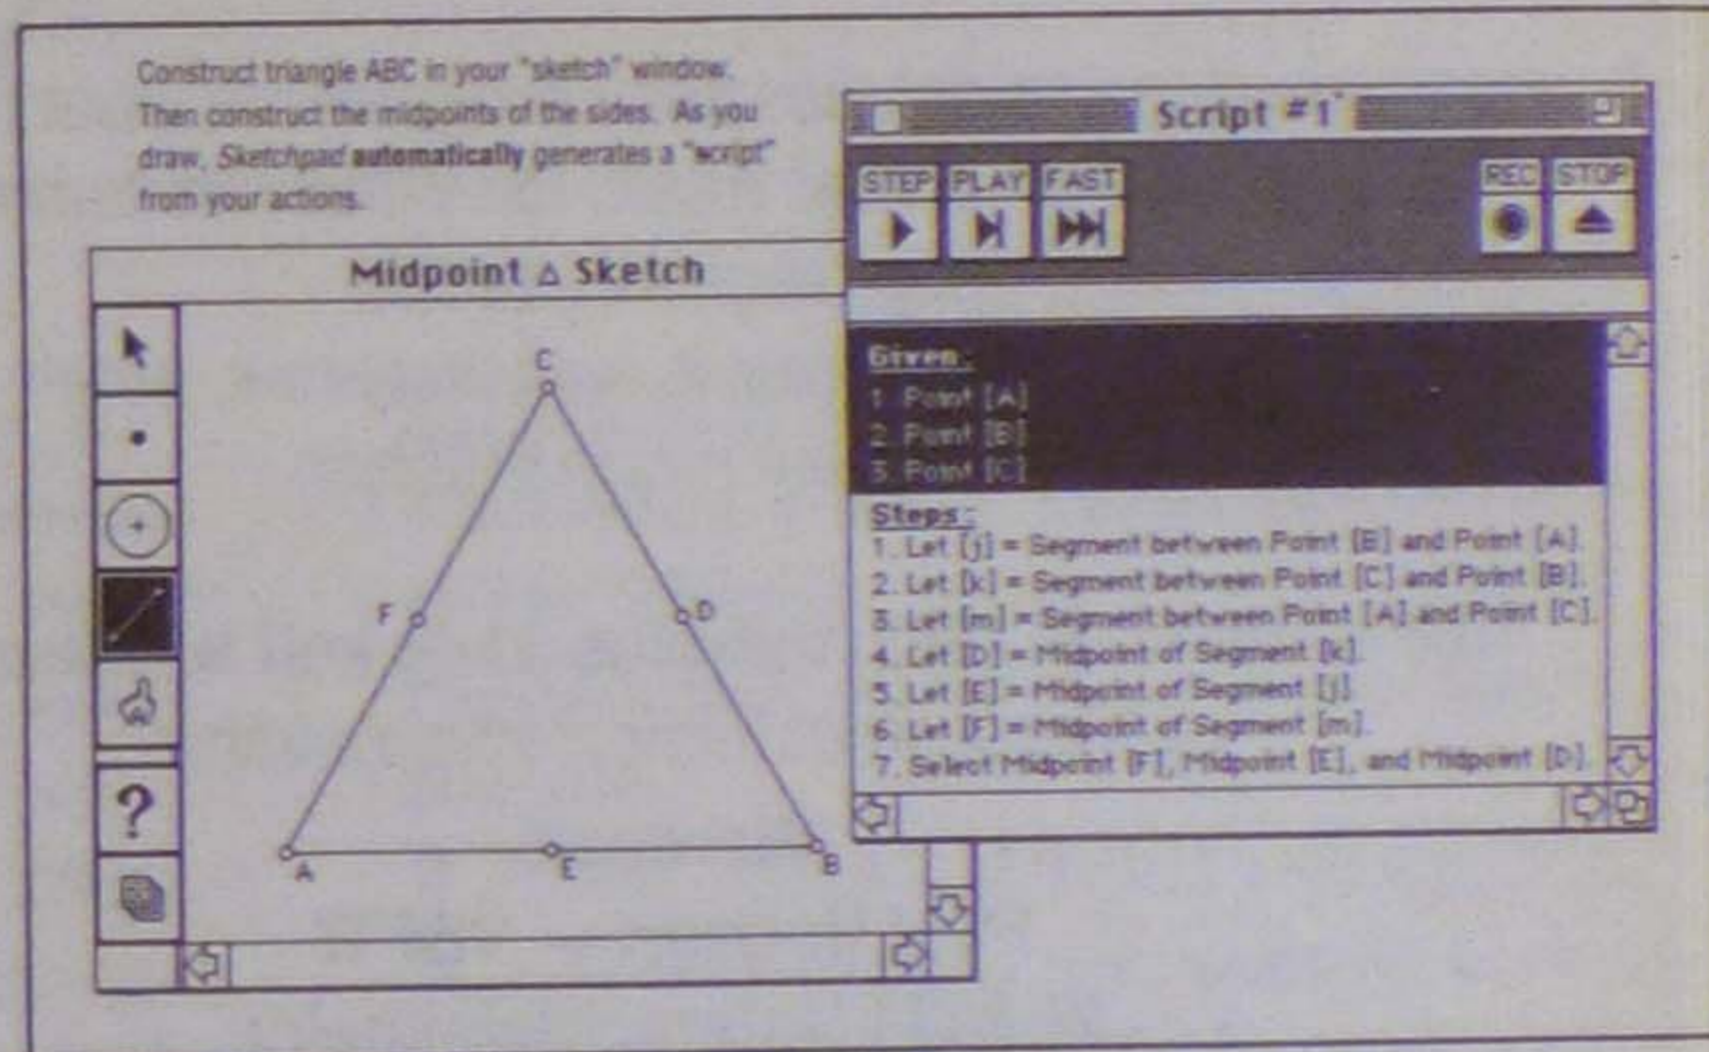 Construct triangle ABC in your "sketch" window.
Then construct the midpoints of the sides. As you
draw, Sketchpad automatically generates a "script"
from your actions.
Midpoint △ Sketch
C
F
D
A
E
B
?
Script #1
STEP PLAY FAST
REC STOP
Given:
1. Point [A]
2. Point [B]
3. Point [C]
Steps:
1. Let [j] = Segment between Point [B] and Point [A].
2. Let [k] = Segment between Point [C] and Point [B].
3. Let [m] = Segment between Point [A] and Point [C].
4. Let [D] = Midpoint of Segment [k].
5. Let [E] = Midpoint of Segment [j].
6. Let [F] = Midpoint of Segment [m].
7. Select Midpoint [F], Midpoint [E], and Midpoint [D].